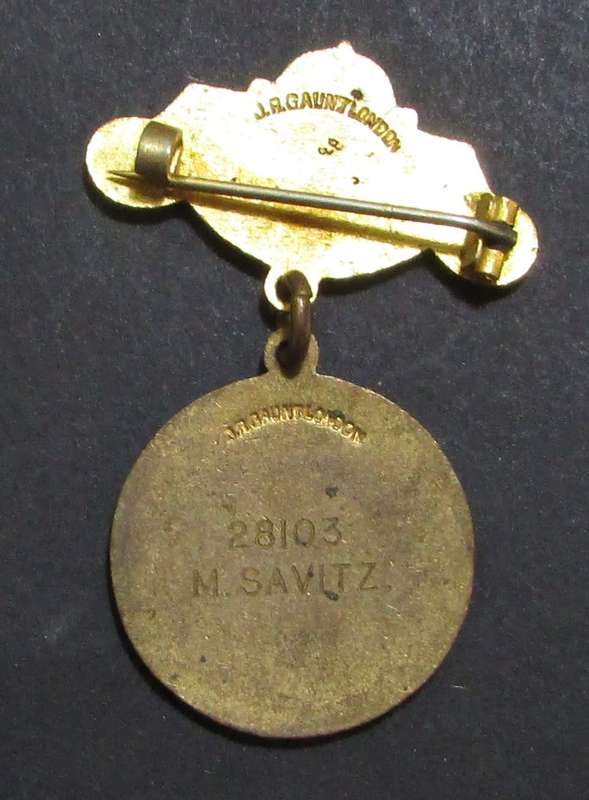 J.R.GAUNT LONDON
J.R.GAUNT.LONDON
28103
M. SAVITZ.